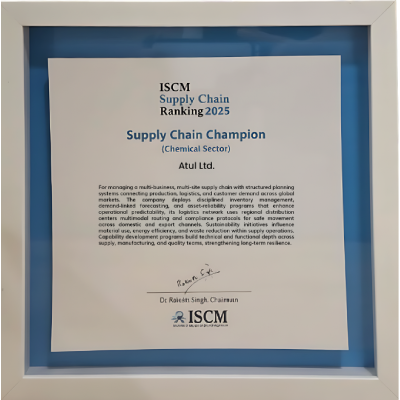 ISCM
Supply Chain
Ranking 2025
Supply Chain Champion
(Chemical Sector)
Atul Ltd.
For managing a multi-business, multi-site supply chain with structured planning
systems connecting production, logistics, and customer demand across global
markets. The company deploys disciplined inventory management,
demand-linked forecasting, and asset-reliability programs that enhance
operational predictability, its logistics network uses regional distribution
centers multimodal routing and compliance protocols for safe movement
across domestic and export channels. Sustainability initiatives influence
material use, energy efficiency, and waste reduction within supply operations.
Capability development programs build technical and functional depth across
supply, manufacturing, and quality teams, strengthening long-term resilience.
Dr. Rakesh Singh, Chairman
ISCM